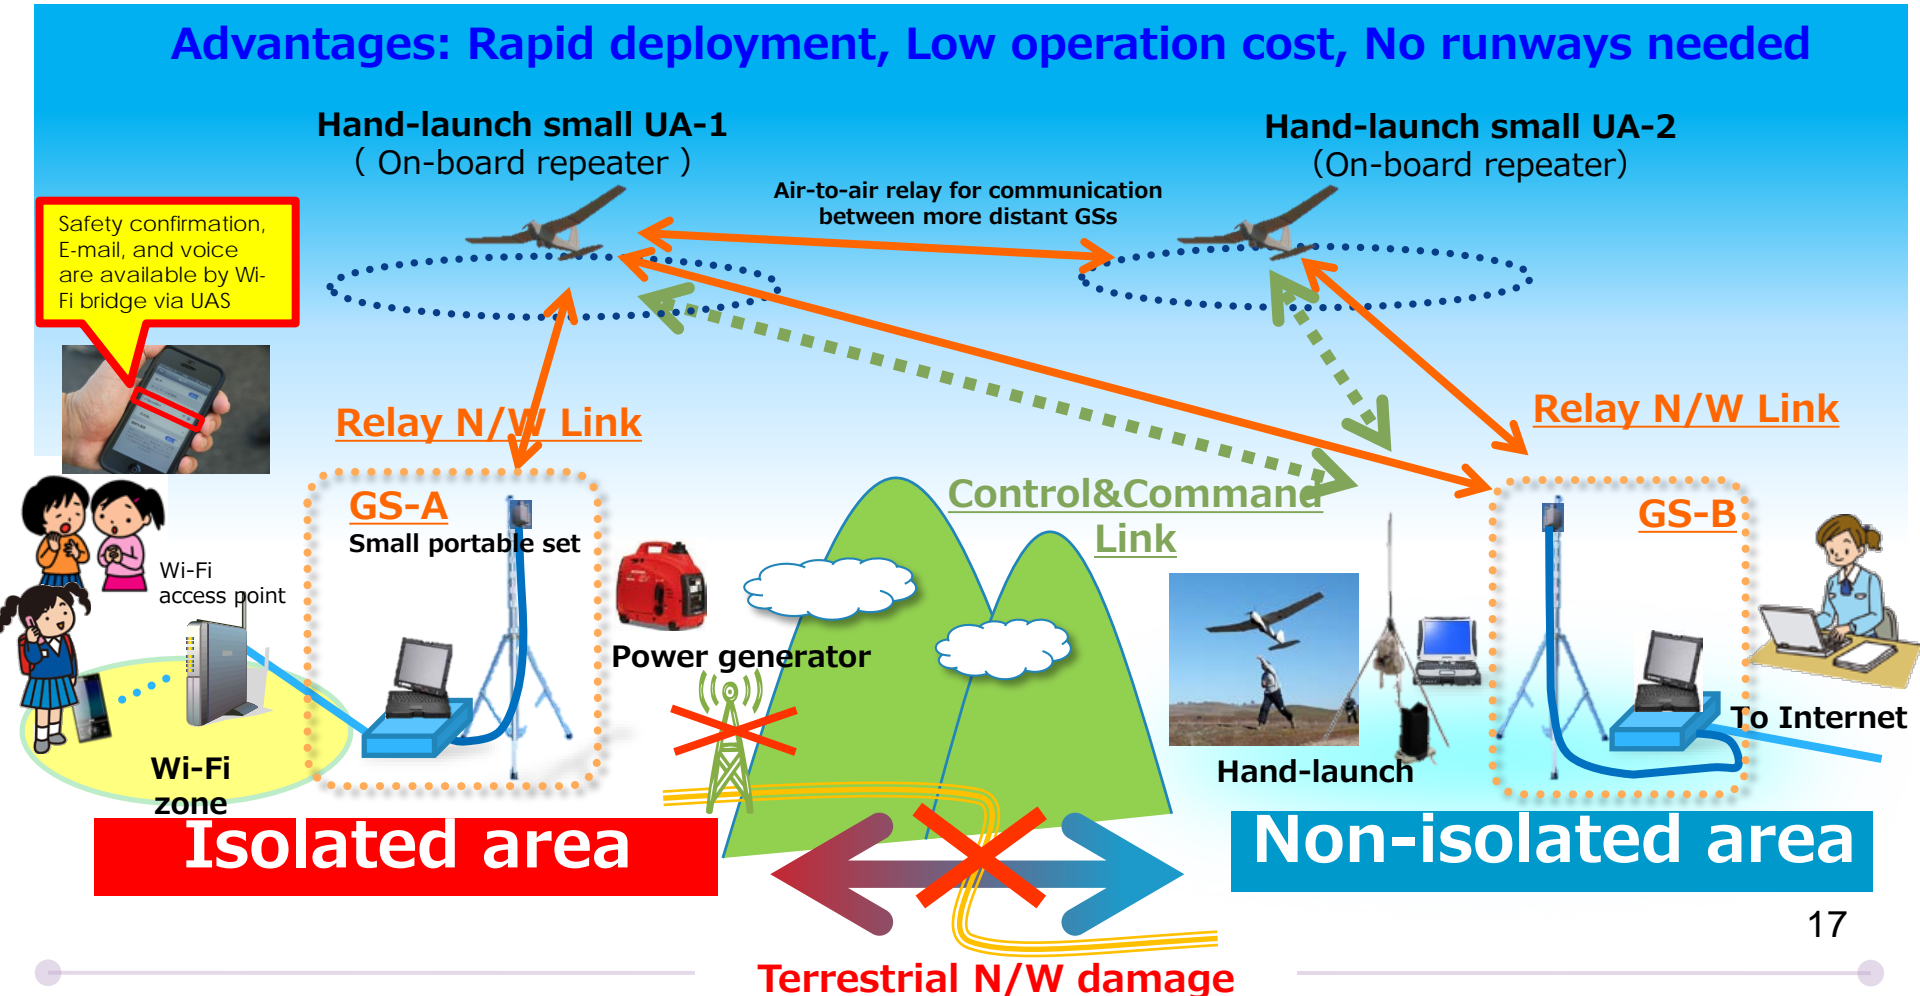 Advantages: Rapid deployment, Low operation cost, No runways needed
Hand-launch small UA-1
( On-board repeater )
Hand-launch small UA-2
(On-board repeater)
Air-to-air relay for communication
between more distant GSs
Safety confirmation,
E-mail, and voice
are available by Wi-
Fi bridge via UAS
Relay N/W Link
Relay N/W Link
Control&Command
Link
GS-A
Small portable set
GS-B
Wi-Fi
access point
Power generator
To Internet
Wi-Fi
zone
Hand-launch
Isolated area
Non-isolated area
17
Terrestrial N/W damage